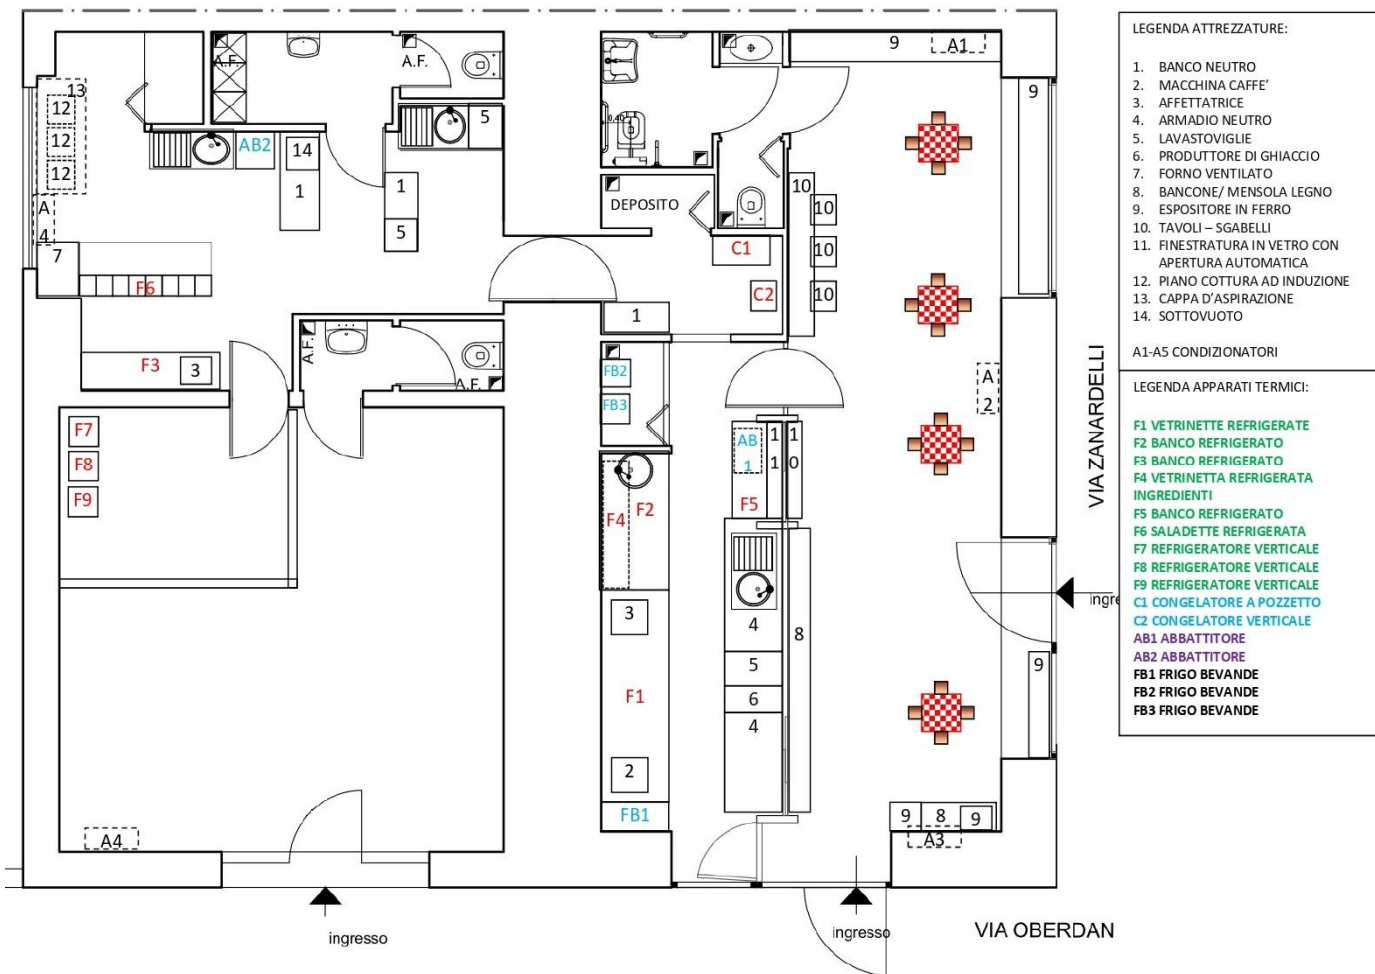 9
A1
LEGENDA ATTREZZATURE:
1. BANCO NEUTRO
2. MACCHINA CAFFE’
3. AFFETTATRICE
4. ARMADIO NEUTRO
5. LAVASTOVIGLIE
6. PRODUTTORE DI GHIACCIO
7. FORNO VENTILATO
8. BANCONE/ MENSOLA LEGNO
9. ESPOSITORE IN FERRO
10. TAVOLI – SGABELLI
11. FINESTRATURA IN VETRO CON
APERTURA AUTOMATICA
12. PIANO COTTURA AD INDUZIONE
13. CAPPA D’ASPIRAZIONE
14. SOTTOVUOTO
A1-A5 CONDIZIONATORI
LEGENDA APPARATI TERMICI:
F1 VETRINETTE REFRIGERATE
F2 BANCO REFRIGERATO
F3 BANCO REFRIGERATO
F4 VETRINETTA REFRIGERATA
INGREDIENTI
F5 BANCO REFRIGERATO
F6 SALADETTE REFRIGERATA
F7 REFRIGERATORE VERTICALE
F8 REFRIGERATORE VERTICALE
F9 REFRIGERATORE VERTICALE
C1 CONGELATORE A POZZETTO
C2 CONGELATORE VERTICALE
AB1 ABBATTITORE
AB2 ABBATTITORE
FB1 FRIGO BEVANDE
FB2 FRIGO BEVANDE
FB3 FRIGO BEVANDE
A.F.
A.F.
13
12
12
12
AB2
14
1
5
1
5
A
4
7
F6
F3
3
A.F.
A.F.
F7
F8
F9
A4
ingresso
0.40
DEPOSITO
C1
C2
1
10
10
10
10
9
A
2
VIA ZANARDELLI
FB2
FB3
AB
1
1
1
1
0
F5
F4
F2
3
F1
2
FB1
4
5
6
4
8
ingre
9
9
8
9
A3
ingresso
VIA OBERDAN